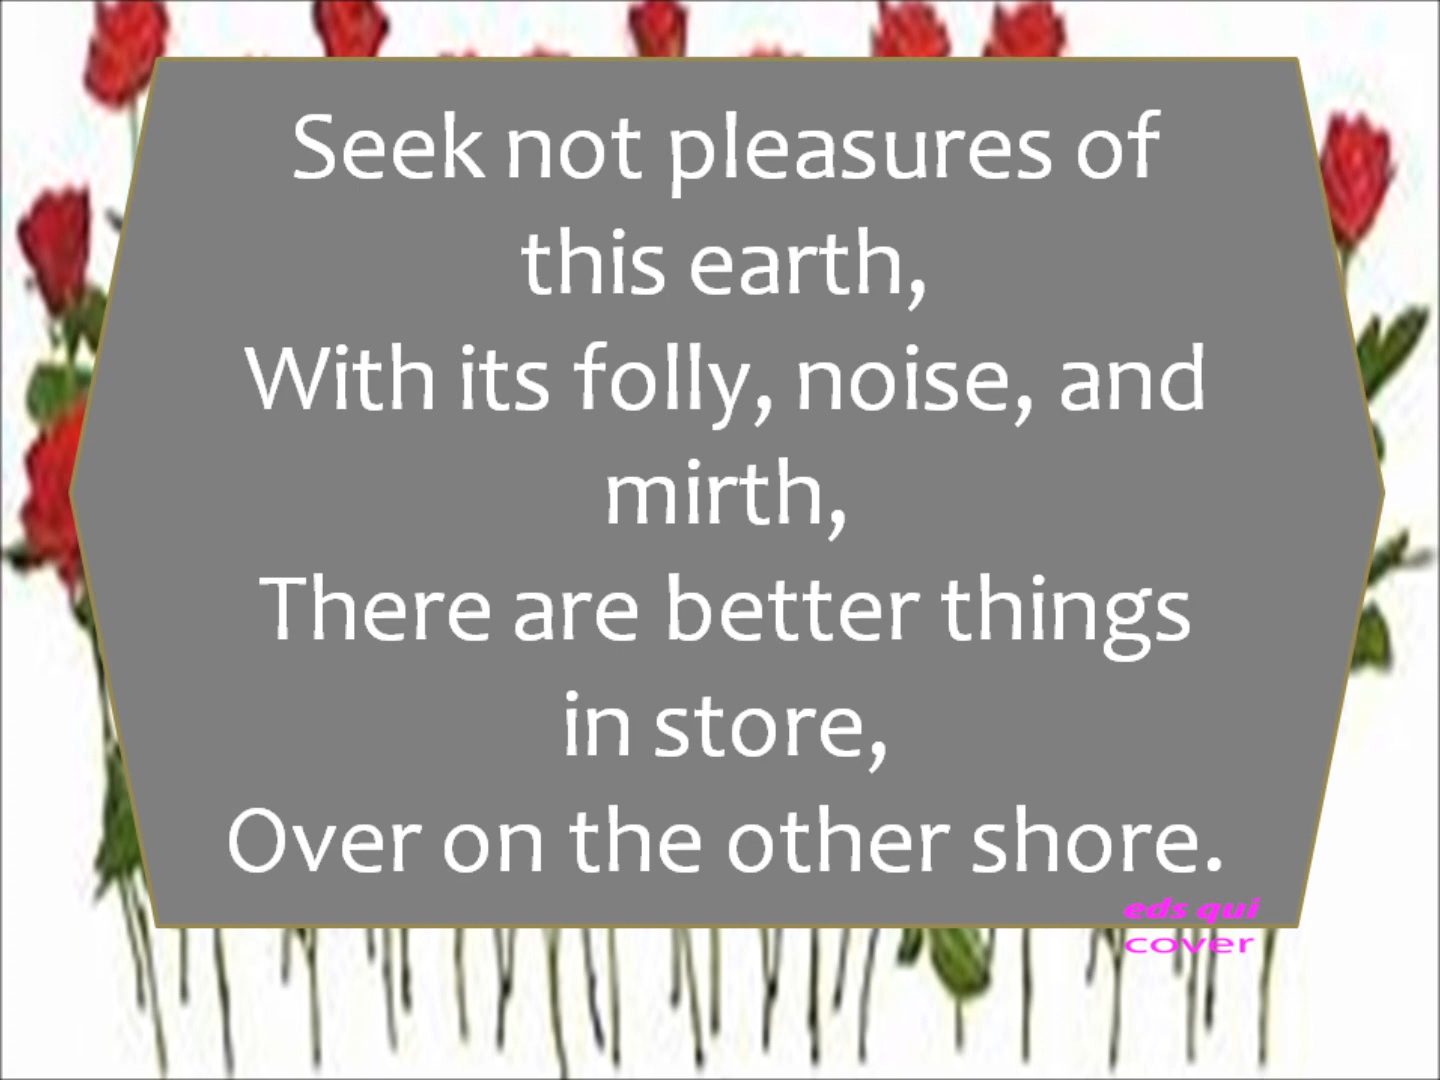 Seek not pleasures of
this earth,
With its folly, noise, and
mirth,
There are better things
in store,
Over on the other shore.
eds qui
cover